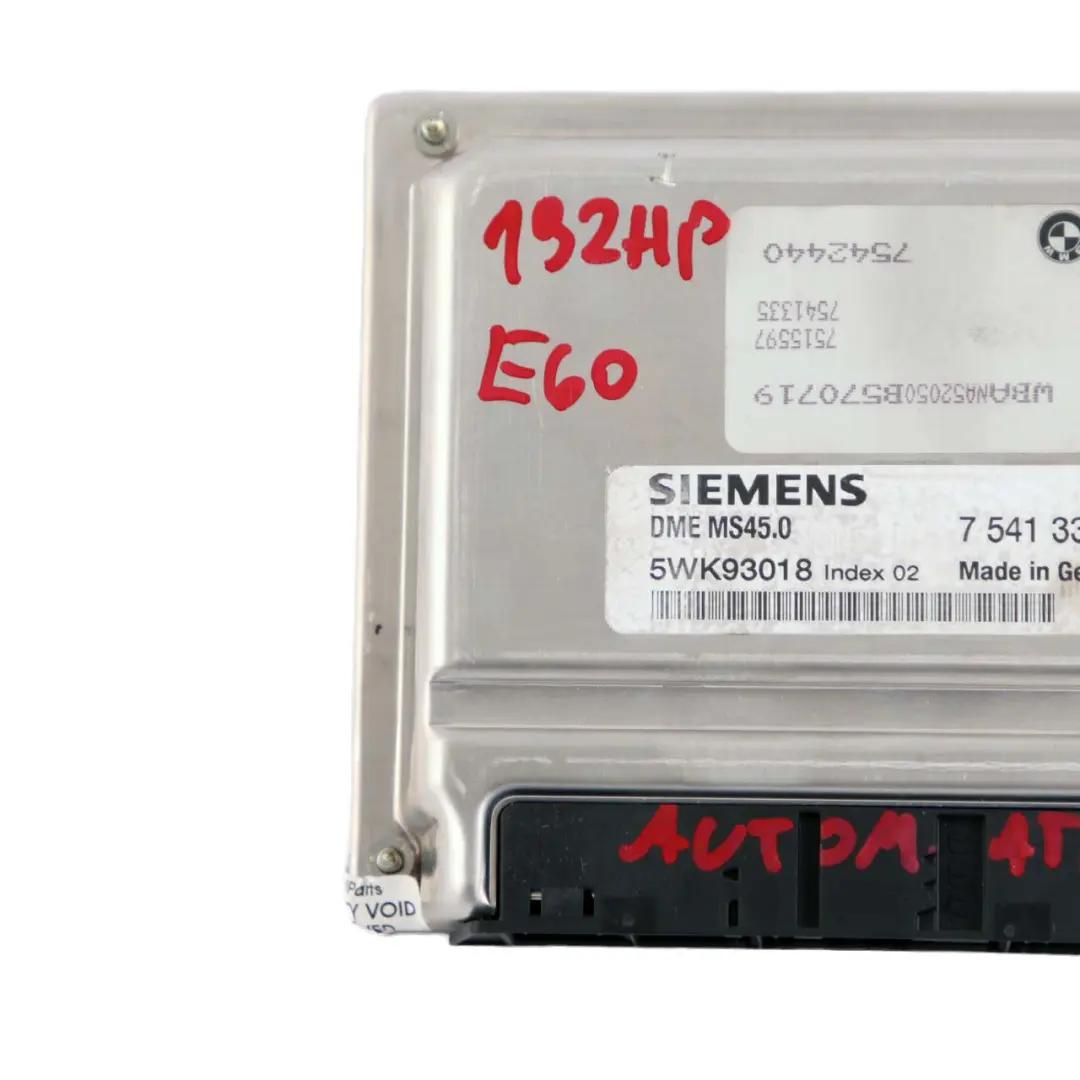 192HP
E60
7542440
7541335
7515597
WBANA52050B570719
SIEMENS
DME MS45.0 7 541 33
5WK93018 Index 02 Made in Ge
AUTOM. AT
Parts
Y VOID